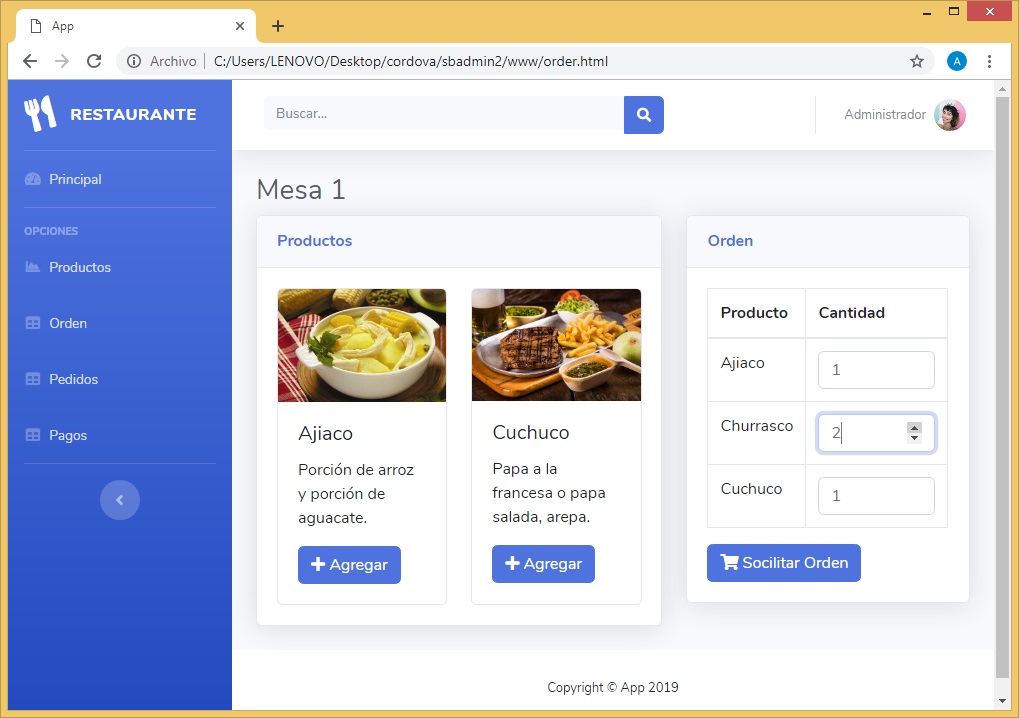 App
Archivo
C:/Users/LENOVO/Desktop/cordova/sbadmin2/www/order.html
A
RESTAURANTE
Buscar...
Administrador
Principal
OPCIONES
Productos
Orden
Pedidos
Pagos
Mesa 1
Productos
Ajiaco
Porción de arroz
y porción de
aguacate.
Agregar
Cuchuco
Papa a la
francesa o papa
salada, arepa.
Agregar
Orden
Producto Cantidad
Ajiaco 1
Churrasco 2
Cuchuco 1
Socilitar Orden
Copyright © App 2019